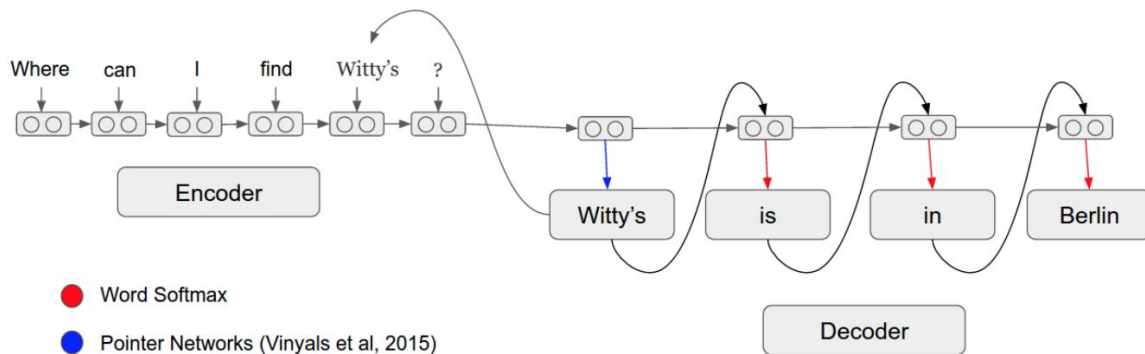 Where can I find Witty's ?
Encoder
Witty's is in Berlin
Word Softmax
Pointer Networks (Vinyals et al, 2015)
Decoder